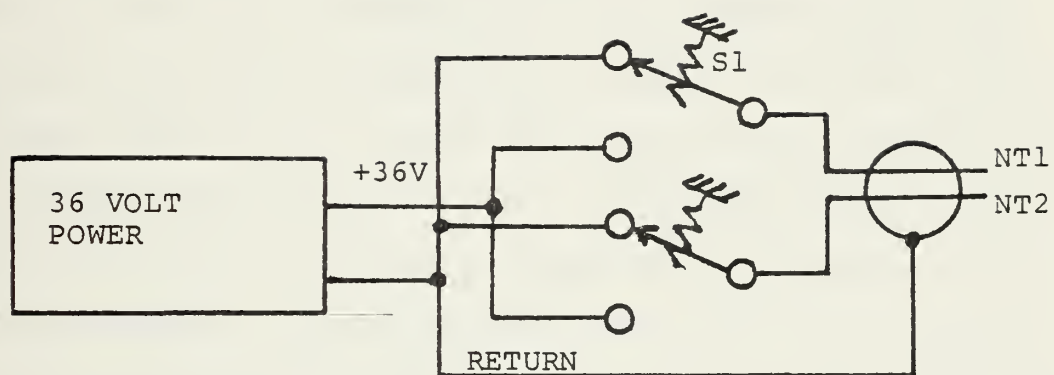 S1
+36V
36 VOLT
POWER
NT1
NT2
RETURN